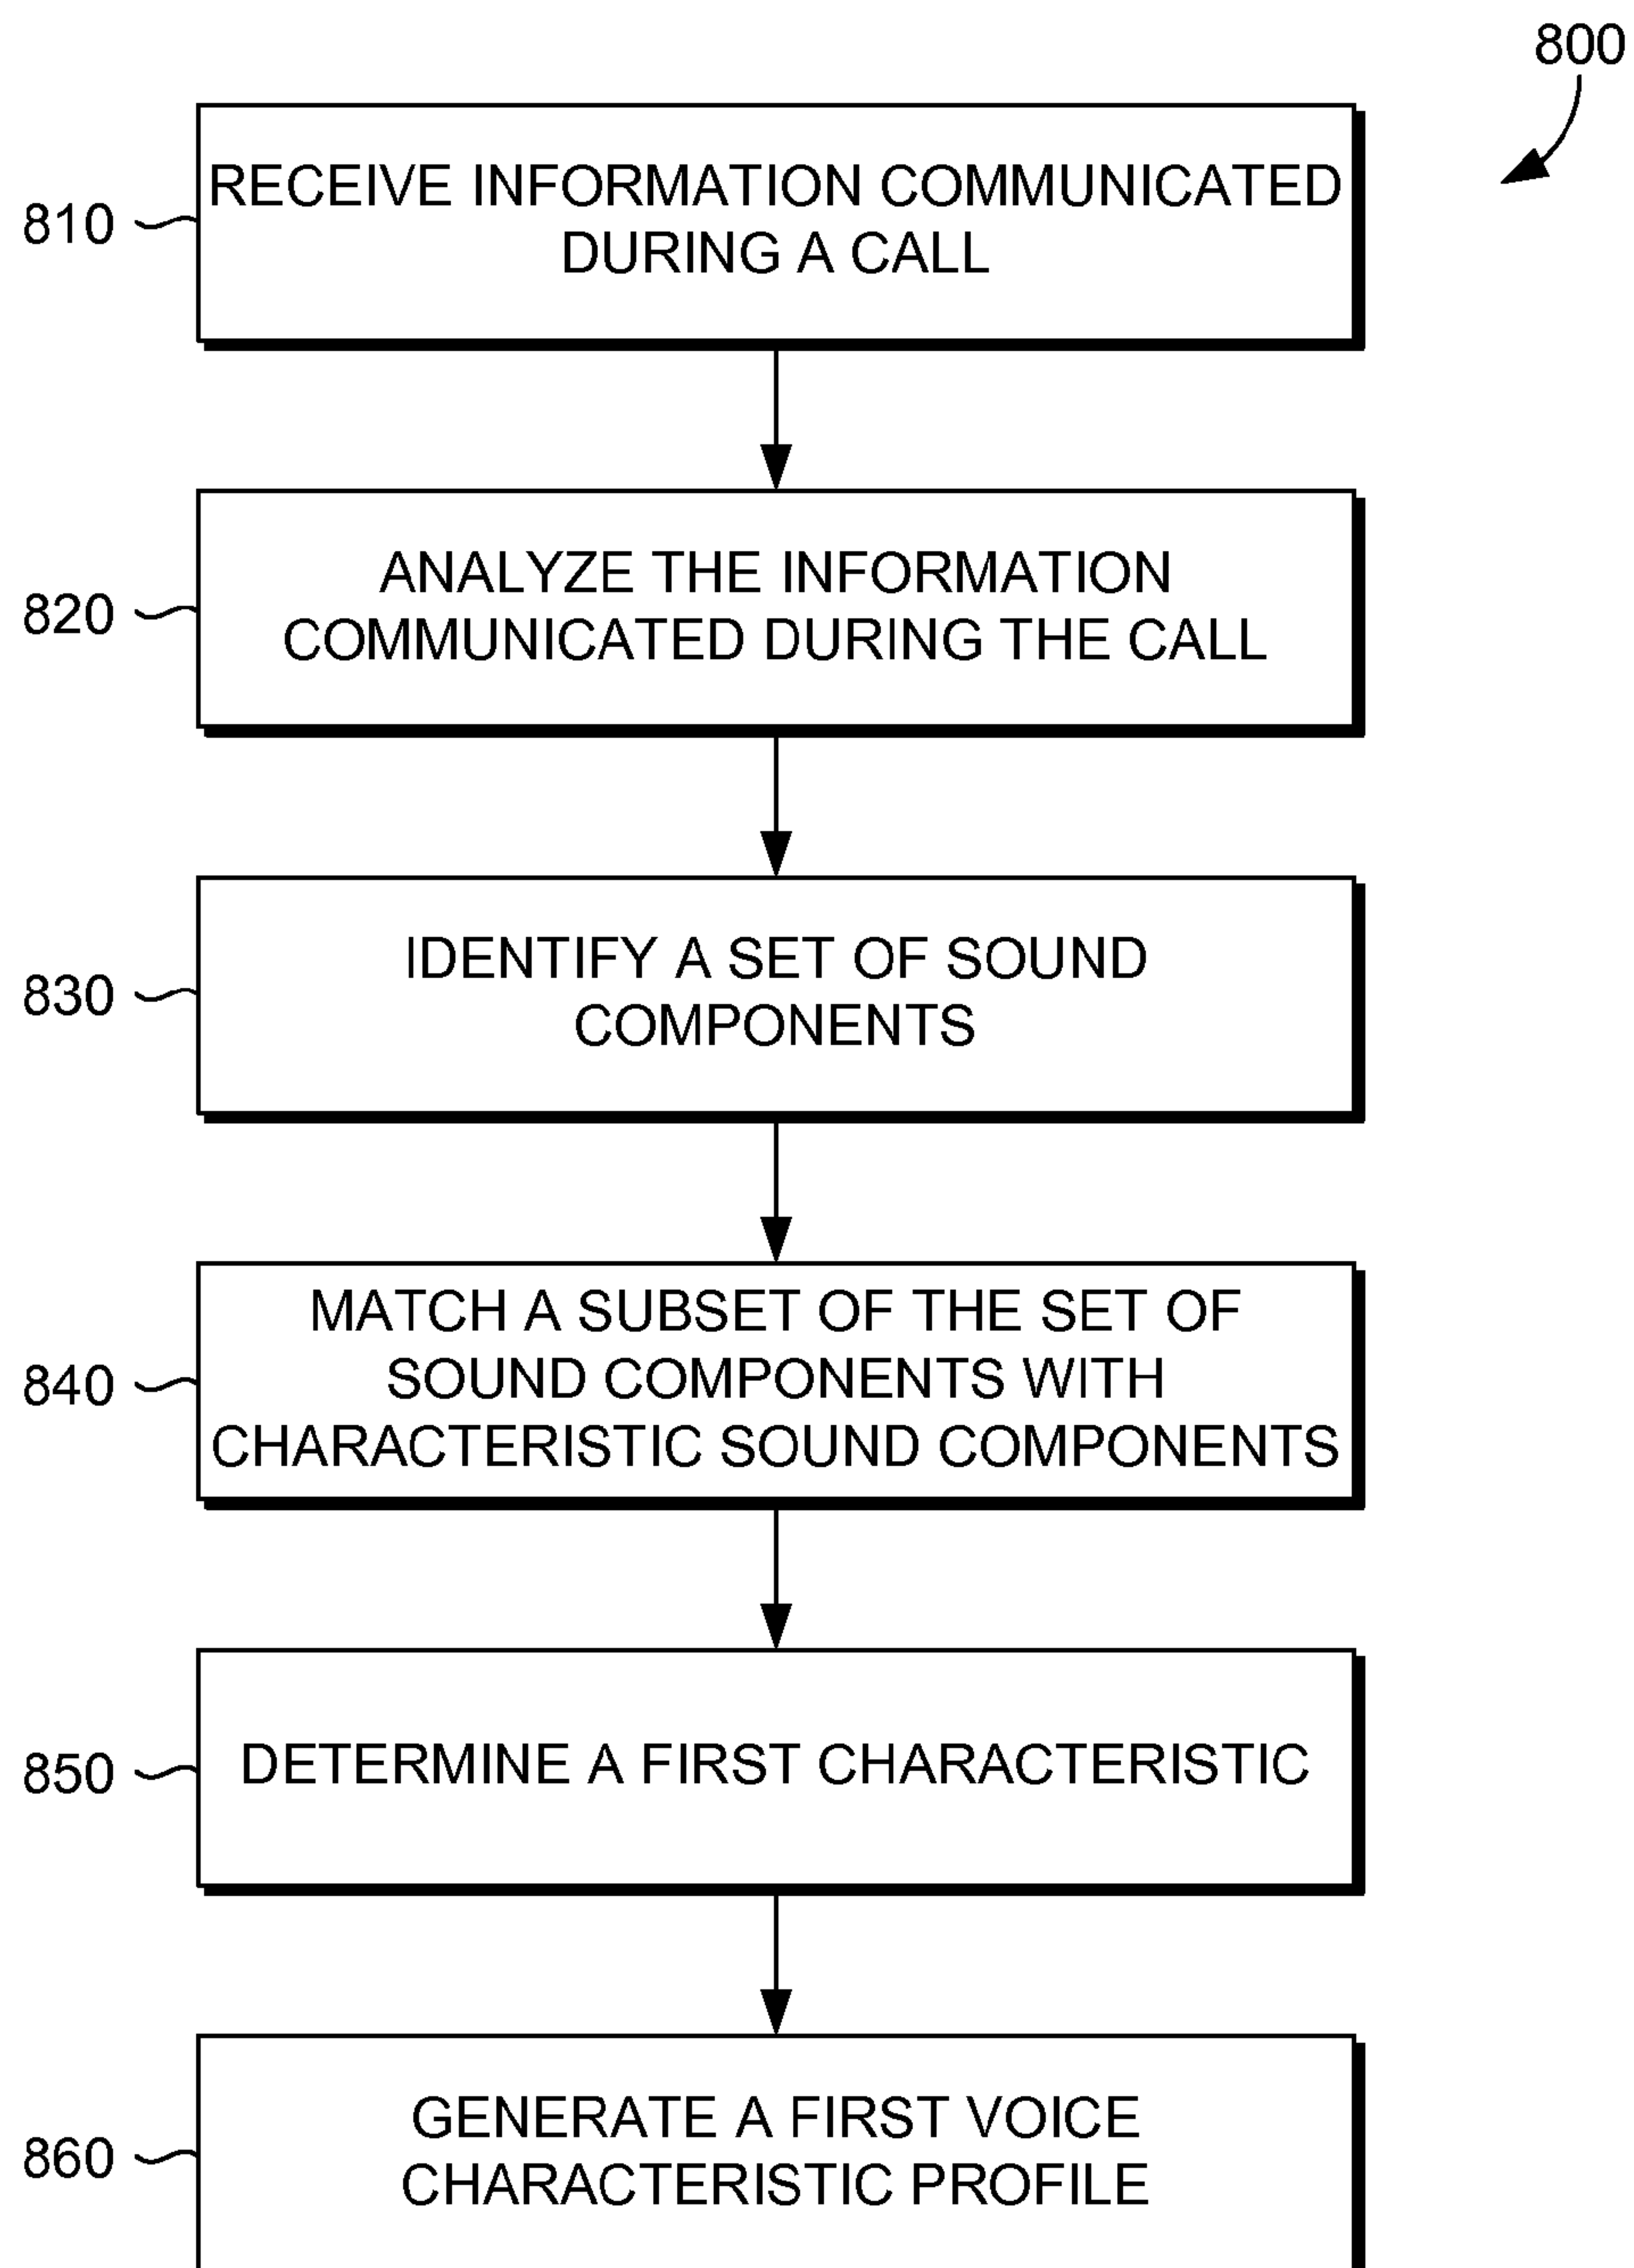 800
810
RECEIVE INFORMATION COMMUNICATED
DURING A CALL
820
ANALYZE THE INFORMATION
COMMUNICATED DURING THE CALL
830
IDENTIFY A SET OF SOUND
COMPONENTS
840
MATCH A SUBSET OF THE SET OF
SOUND COMPONENTS WITH
CHARACTERISTIC SOUND COMPONENTS
850
DETERMINE A FIRST CHARACTERISTIC
860
GENERATE A FIRST VOICE
CHARACTERISTIC PROFILE